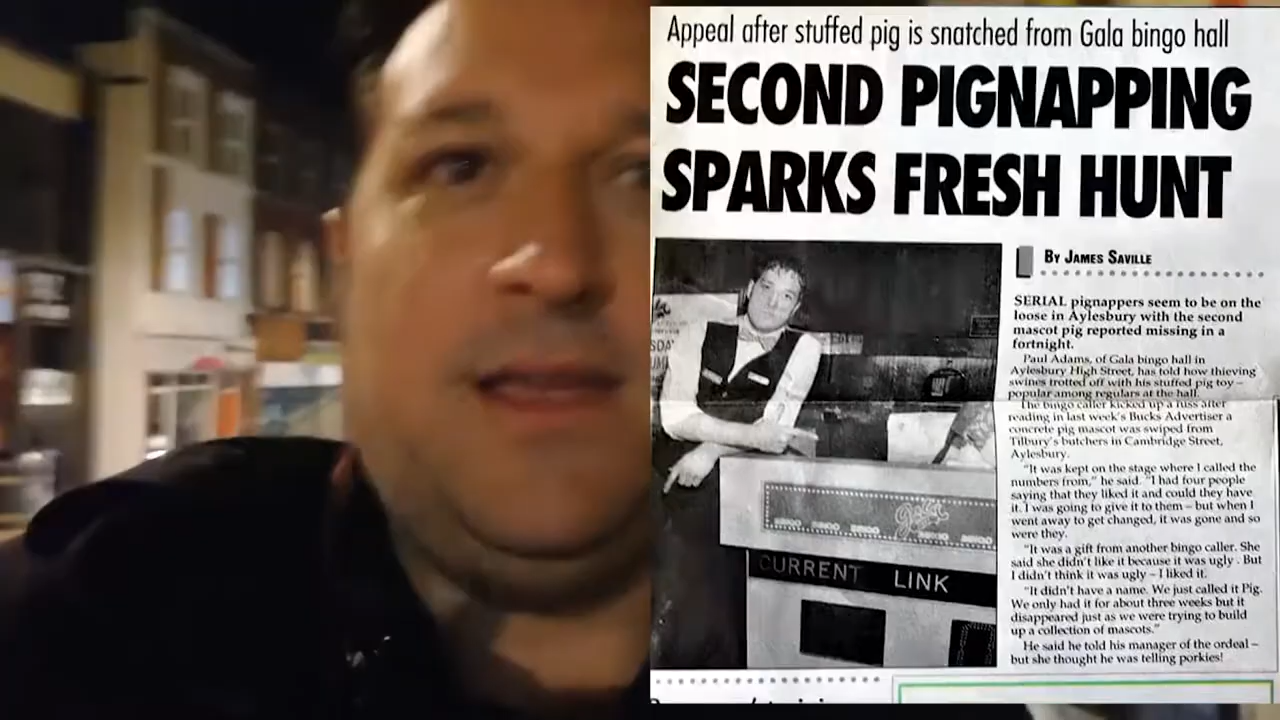 Appeal after stuffed pig is snatched from Gala bingo hall
SECOND PIGNAPPING
SPARKS FRESH HUNT
By James Saville
SERIAL pignappers seem to be on the
loose in Aylesbury with the second
mascot pig reported missing in a
fortnight.
Paul Adams, of Gala bingo hall in
Aylesbury High Street, has told how thieving
swines trotted off with his stuffed pig toy –
popular among regulars at the hall.
The bingo caller kicked up a fuss after
reading in last week's Bucks Advertiser a
concrete pig mascot was swiped from
Tilbury's butchers in Cambridge Street,
Aylesbury.
"It was kept on the stage where I called the
numbers from," he said. "I had four people
saying that they liked it and could they have
it. I was going to give it to them – but when I
went away to get changed, it was gone and so
were they.
"It was a gift from another bingo caller. She
said she didn't like it because it was ugly . But
I didn't think it was ugly – I liked it.
"It didn't have a name. We just called it Pig.
We only had it for about three weeks but it
disappeared just as we were trying to build
up a collection of mascots."
He said he told his manager of the ordeal –
but she thought he was telling porkies!
Gala
CURRENT LINK